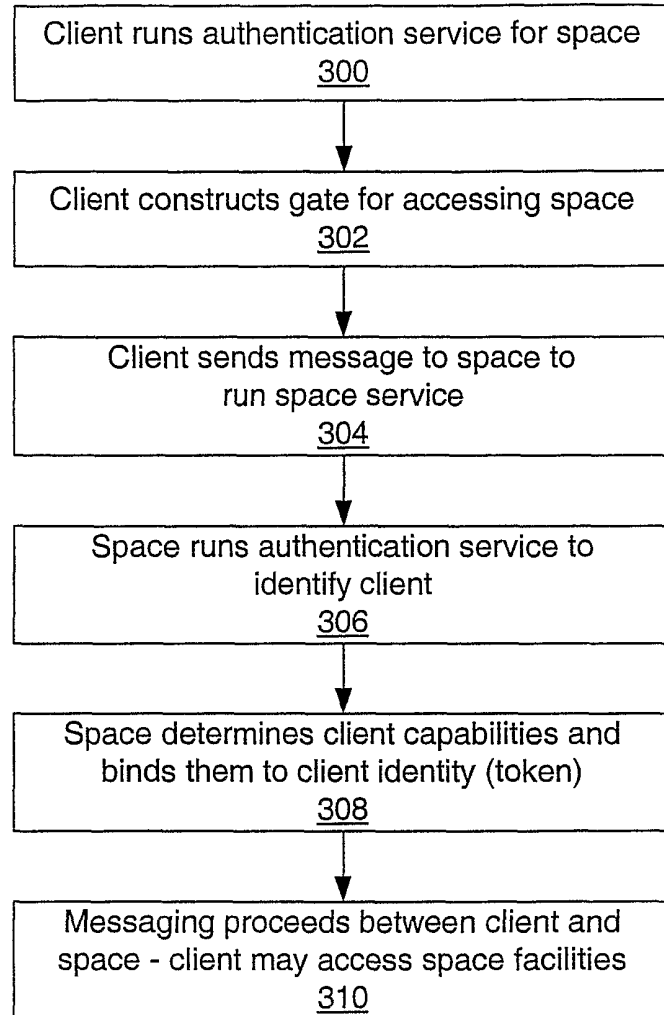 Client runs authentication service for space
300
Client constructs gate for accessing space
302
Client sends message to space to
run space service
304
Space runs authentication service to
identify client
306
Space determines client capabilities and
binds them to client identity (token)
308
Messaging proceeds between client and
space - client may access space facilities
310